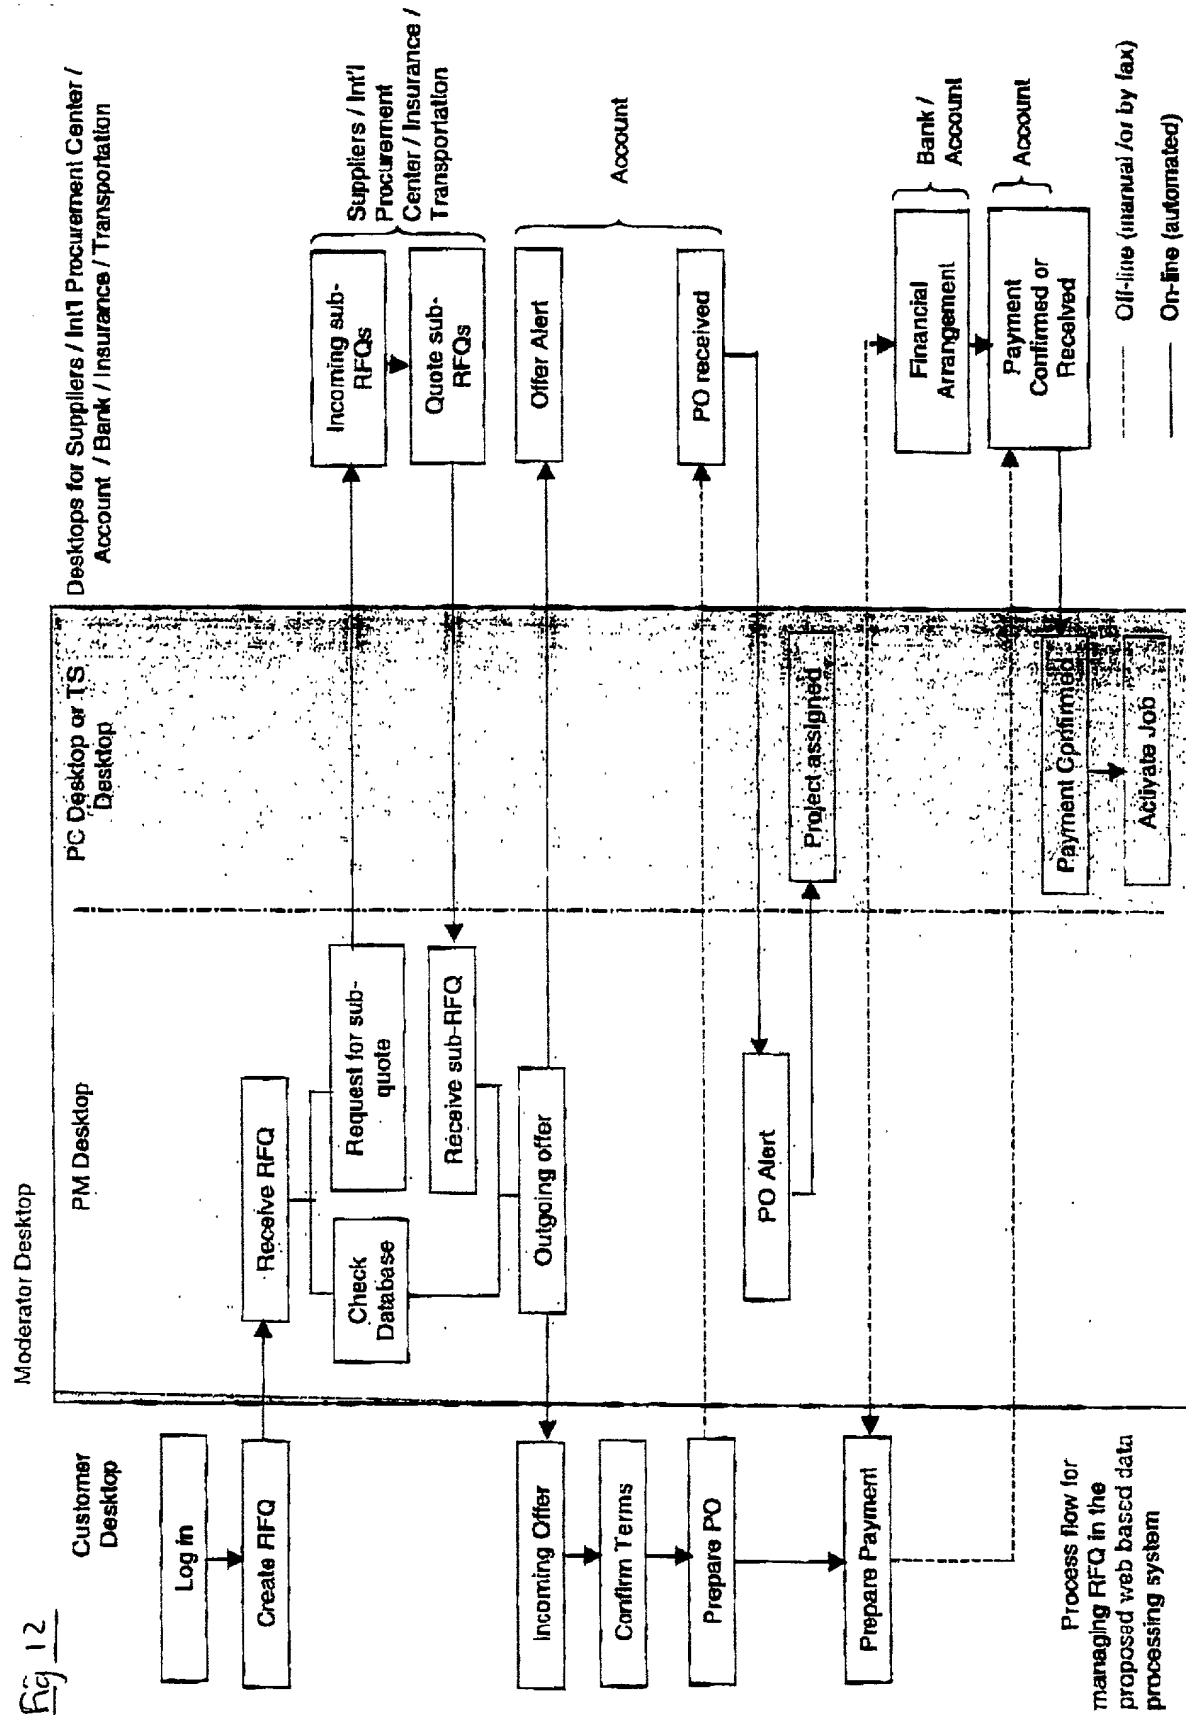 Fig 12
Moderator Desktop
Customer
Desktop
PM Desktop
PC Desktop or TS
Desktop
Desktops for Suppliers / Int'l Procurement Center /
Account / Bank / Insurance / Transportation
Log in
Create RFQ
Receive RFQ
Check
Database
Request for sub-
quote
Incoming sub-
RFQs
Quote sub-
RFQs
Suppliers / Int'l
Procurement
Center / Insurance /
Transportation
Receive sub-RFQ
Incoming Offer
Outgoing offer
Offer Alert
Confirm Terms
Prepare PO
PO received
Account
PO Alert
Project assigned
Prepare Payment
Financial
Arrangement
Bank /
Account
Payment
Confirmed or
Received
Account
Payment Confirmed
Activate Job
Process flow for
managing RFQ in the
proposed web based data
processing system
Off-line (manual /or by fax)
On-line (automated)